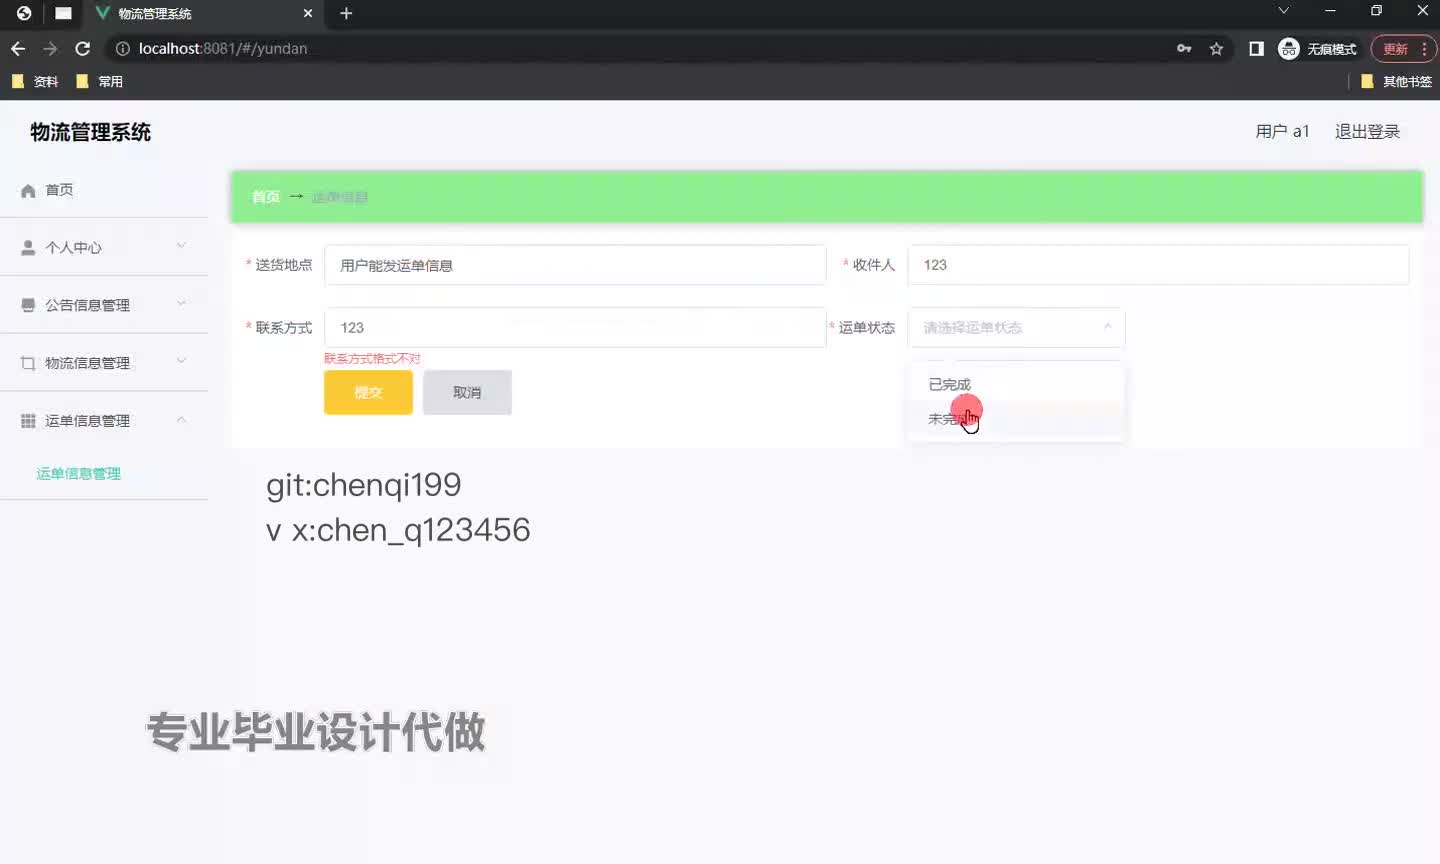 物流管理系统
localhost:8081/#/yundan
无痕模式
更新
资料
常用
其他书签
物流管理系统
用户 a1
退出登录
首页
首页 → 运单信息
个人中心
公告信息管理
物流信息管理
运单信息管理
运单信息管理
* 送货地点 用户能发运单信息
* 收件人 123
* 联系方式 123
* 运单状态 请选择运单状态
联系方式格式不对
提交
取消
已完成
未完
git:chenqi199
v x:chen_q123456
专业毕业设计代做